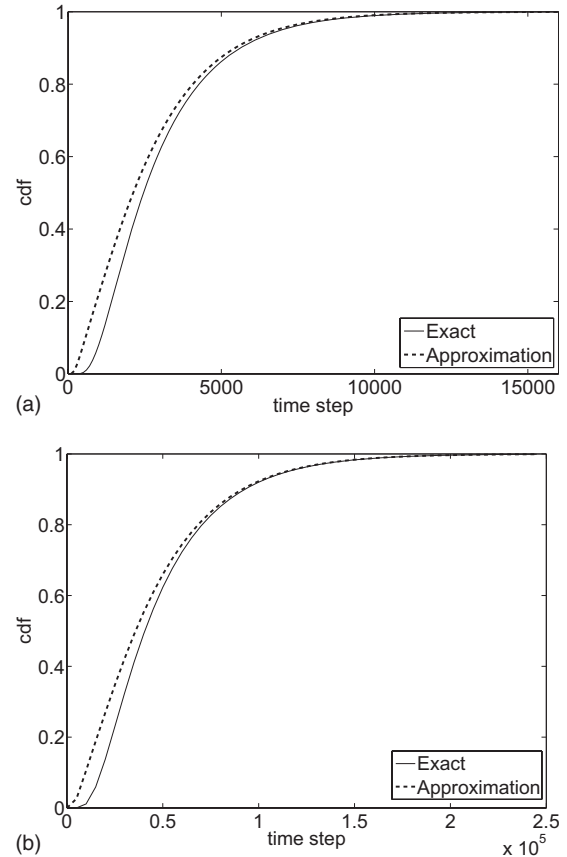 1
0.8
0.6
cdf
0.4
0.2
0
Exact
Approximation
0 5000 10000 15000
time step
(a)
1
0.8
0.6
cdf
0.4
0.2
0
Exact
Approximation
0 0.5 1 1.5 2 2.5
time step
x 10^5
(b)